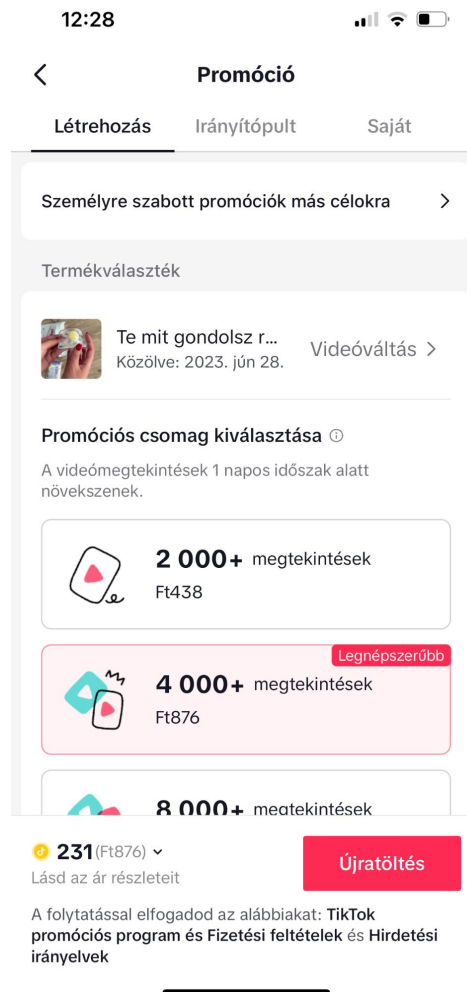 12:28
Promóció
Létrehozás Irányítópult Saját
Személyre szabott promóciók más célokra
Termékválaszték
Te mit gondolsz r...
Közölve: 2023. jún 28.
Videóváltás
Promóciós csomag kiválasztása
A videómegtekintések 1 napos időszak alatt
növekszenek.
2 000+ megtekintések
Ft438
Legnépszerűbb
4 000+ megtekintések
Ft876
8 000+ megtekintések
231 (Ft876)
Lásd az ár részleteit
Újratöltés
A folytatással elfogadod az alábbiakat: TikTok
promóciós program és Fizetési feltételek és Hirdetési
irányelvek